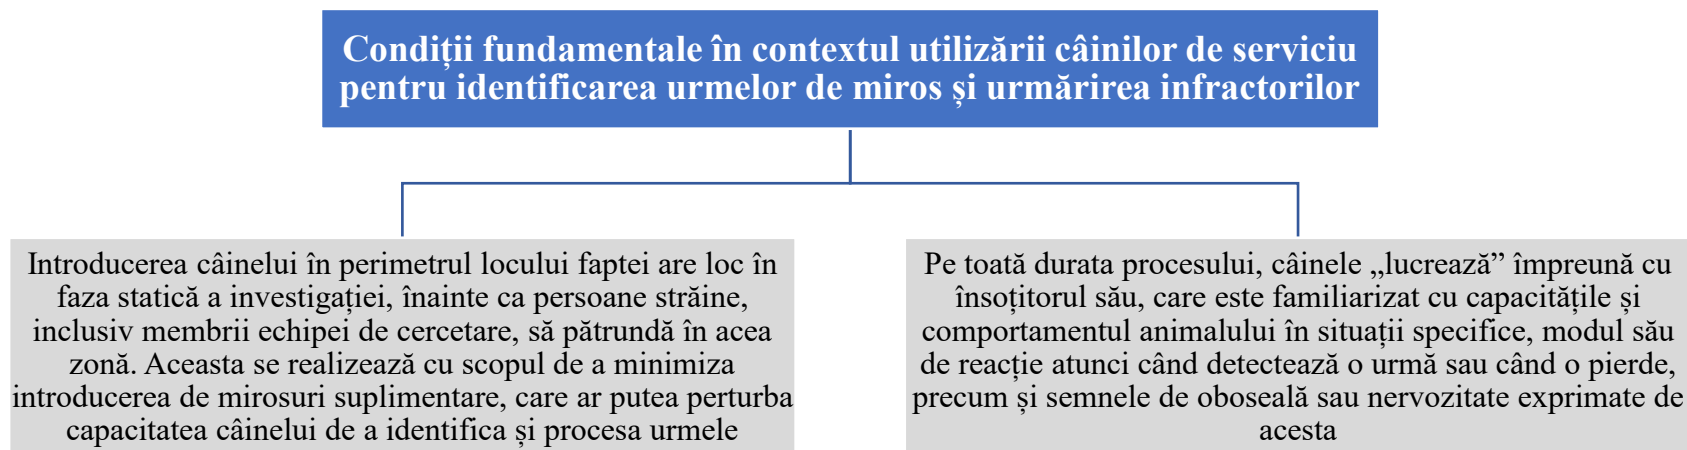 Condiții fundamentale în contextul utilizării câinilor de serviciu
pentru identificarea urmelor de miros și urmărirea infractorilor
Introducerea câinelui în perimetrul locului faptei are loc în
faza statică a investigației, înainte ca persoane străine,
inclusiv membrii echipei de cercetare, să pătrundă în acea
zonă. Aceasta se realizează cu scopul de a minimiza
introducerea de mirosuri suplimentare, care ar putea perturba
capacitatea câinelui de a identifica și procesa urmele
Pe toată durata procesului, câinele „lucrează” împreună cu
însoțitorul său, care este familiarizat cu capacitățile și
comportamentul animalului în situații specifice, modul său
de reacție atunci când detectează o urmă sau când o pierde,
precum și semnele de oboseală sau nervozitate exprimate de
acesta